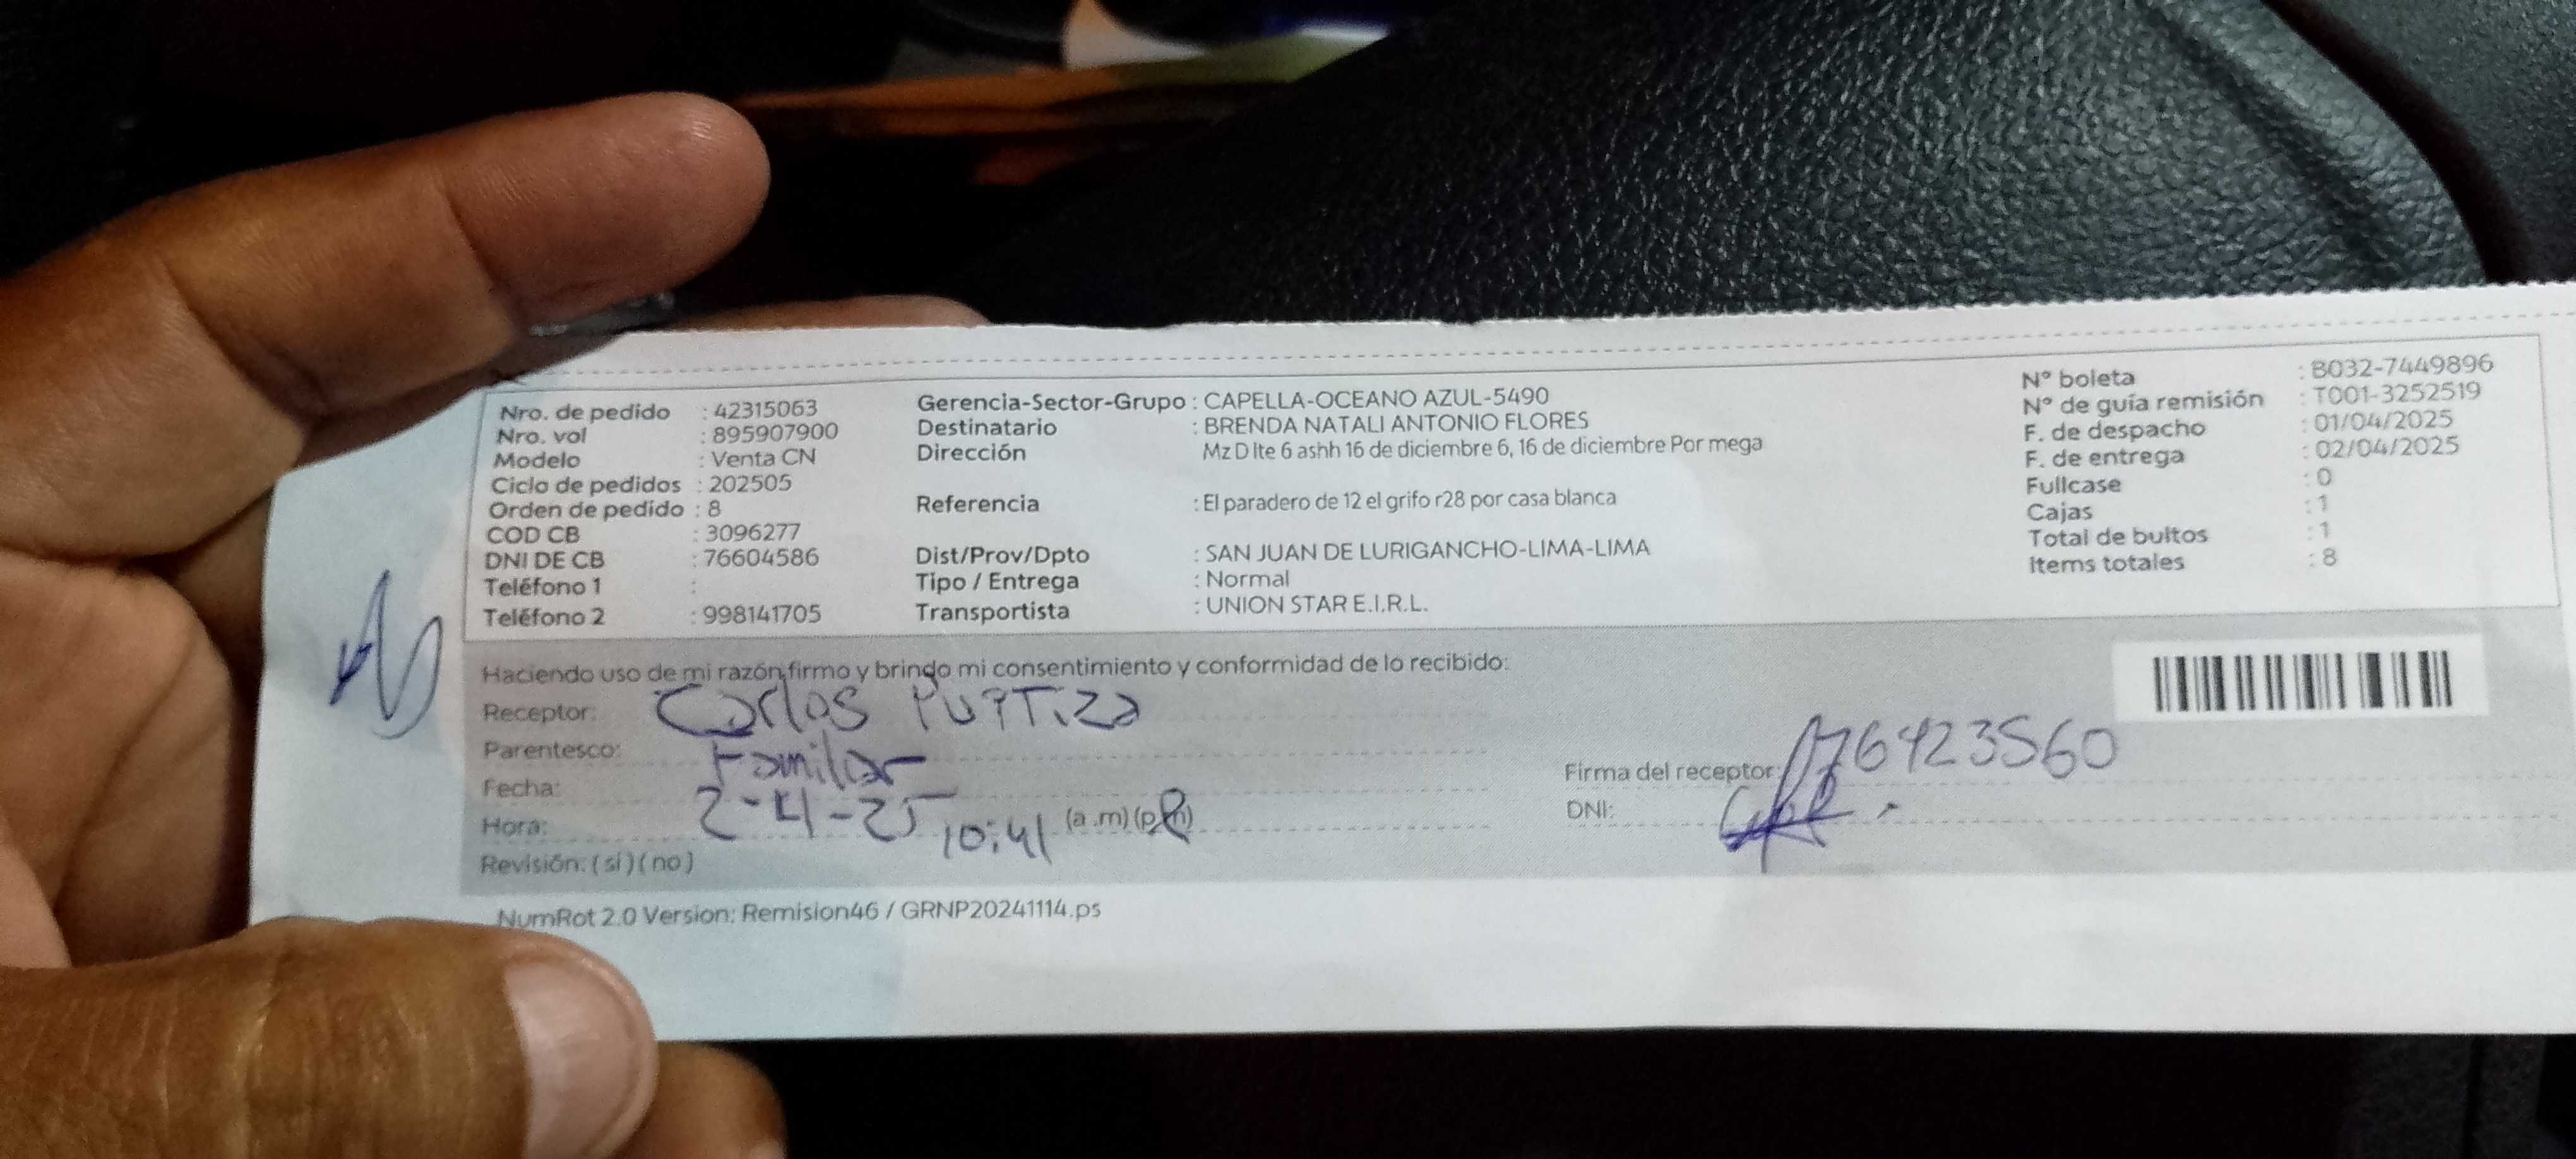 Nro. de pedido : 42315063
Nro. vol : 895907900
Modelo : Venta CN
Ciclo de pedidos : 202505
Orden de pedido : 8
COD CB : 3096277
DNI DE CB : 76604586
Teléfono 1 :
Teléfono 2 : 998141705
Gerencia-Sector-Grupo : CAPELLA-OCEANO AZUL-5490
Destinatario : BRENDA NATALI ANTONIO FLORES
Dirección Mz D lte 6 ashh 16 de diciembre 6, 16 de diciembre Por mega
Referencia : El paradero de 12 el grifo r28 por casa blanca
Dist/Prov/Dpto : SAN JUAN DE LURIGANCHO-LIMA-LIMA
Tipo / Entrega : Normal
Transportista : UNION STAR E.I.R.L.
N° boleta : B032-7449896
N° de guía remisión : T001-3252519
F. de despacho : 01/04/2025
F. de entrega : 02/04/2025
Fullcase : 0
Cajas : 1
Total de bultos : 1
Items totales : 8
Haciendo uso de mi razón firmo y brindo mi consentimiento y conformidad de lo recibido:
Receptor: Carlos
Parentesco: Familiar
Fecha: 2-4-25
Hora: 10:41 (a .m) (p.m)
Revisión: ( si ) ( no )
Firma del receptor: 76423560
DNI:
NumRot 2.0 Version: Remision46 / GRNP20241114.ps